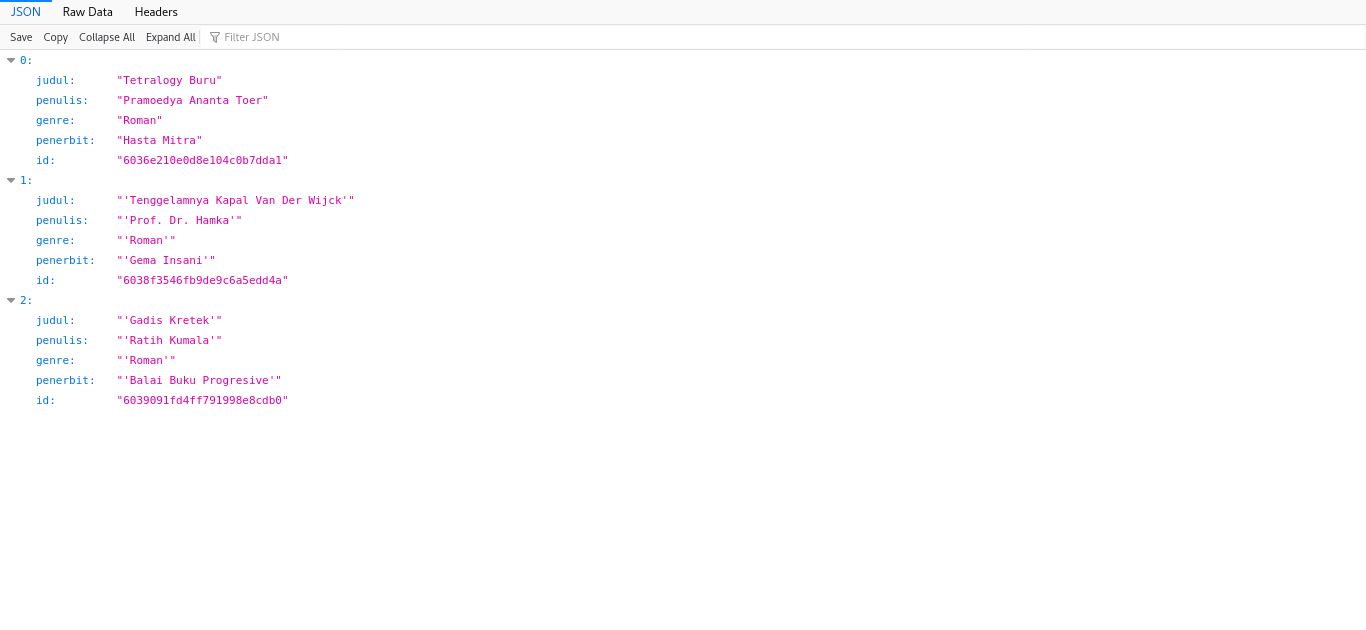 JSON Raw Data Headers
Save Copy Collapse All Expand All Filter JSON
0:
judul: "Tetralogy Buru"
penulis: "Pramoedya Ananta Toer"
genre: "Roman"
penerbit: "Hasta Mitra"
id: "6036e210e0d8e104c0b7dda1"
1:
judul: "'Tenggelamnya Kapal Van Der Wijck'"
penulis: "'Prof. Dr. Hamka'"
genre: "'Roman'"
penerbit: "'Gema Insani'"
id: "6038f3546fb9de9c6a5edd4a"
2:
judul: "'Gadis Kretek'"
penulis: "'Ratih Kumala'"
genre: "'Roman'"
penerbit: "'Balai Buku Progresive'"
id: "6039091fd4ff791998e8cdb0"